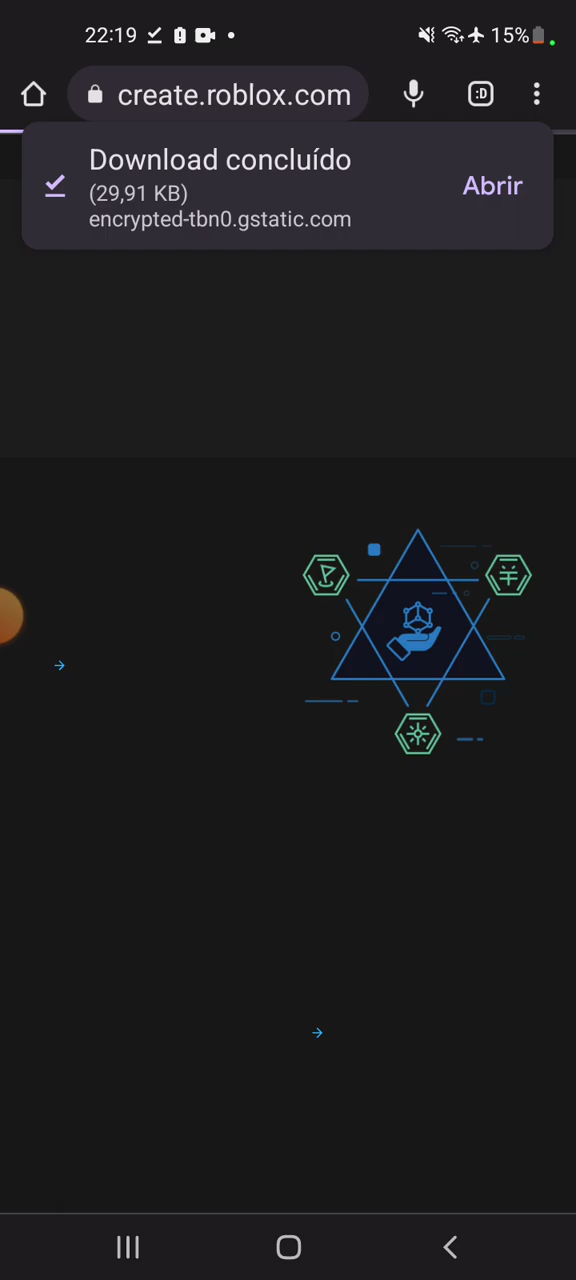 22:19
15%
create.roblox.com
:D
Download concluído
(29,91 KB)
Abrir
encrypted-tbn0.gstatic.com